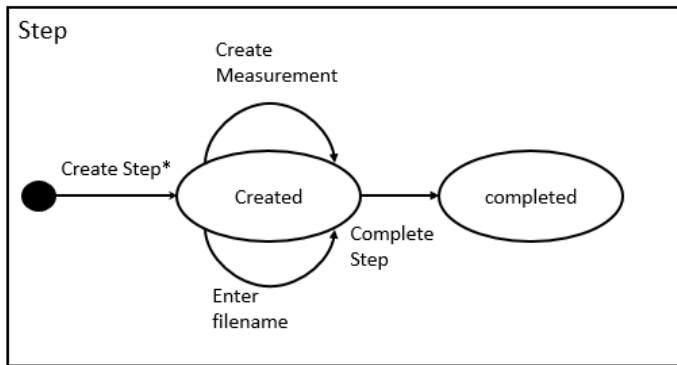 Step
Create
Measurement
Create Step*
Created
completed
Complete
Step
Enter
filename